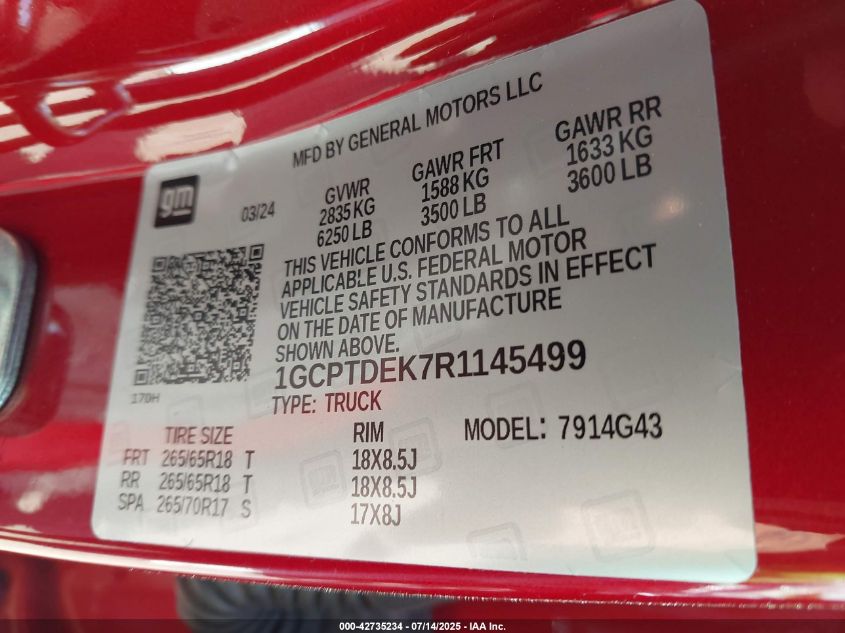 MFD BY GENERAL MOTORS LLC
gm
03/24
GVWR
2835 KG
6250 LB
GAWR FRT
1588 KG
3500 LB
GAWR RR
1633 KG
3600 LB
THIS VEHICLE CONFORMS TO ALL
APPLICABLE U.S. FEDERAL MOTOR
VEHICLE SAFETY STANDARDS IN EFFECT
ON THE DATE OF MANUFACTURE
SHOWN ABOVE.
170H
1GCPTDEK7R1145499
TYPE: TRUCK
MODEL: 7914G43
TIRE SIZE RIM
FRT 265/65R18 T 18X8.5J
RR 265/65R18 T 18X8.5J
SPA 265/70R17 S 17X8J
000-42735234 - 07/14/2025 - IAA Inc.